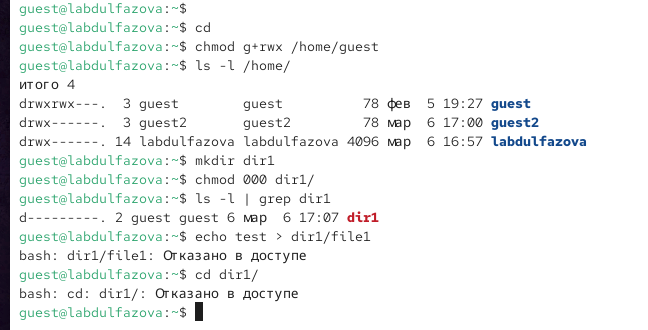 guest@labdulfazova:~$
guest@labdulfazova:~$ cd
guest@labdulfazova:~$ chmod g+rwx /home/guest
guest@labdulfazova:~$ ls -l /home/
итого 4
drwxrwx---.  3 guest       guest         78 фев  5 19:27 guest
drwx------.  3 guest2      guest2        78 мар  6 17:00 guest2
drwx------. 14 labdulfazova labdulfazova 4096 мар  6 16:57 labdulfazova
guest@labdulfazova:~$ mkdir dir1
guest@labdulfazova:~$ chmod 000 dir1/
guest@labdulfazova:~$ ls -l | grep dir1
d---------. 2 guest guest 6 мар  6 17:07 dir1
guest@labdulfazova:~$ echo test > dir1/file1
bash: dir1/file1: Отказано в доступе
guest@labdulfazova:~$ cd dir1/
bash: cd: dir1/: Отказано в доступе
guest@labdulfazova:~$